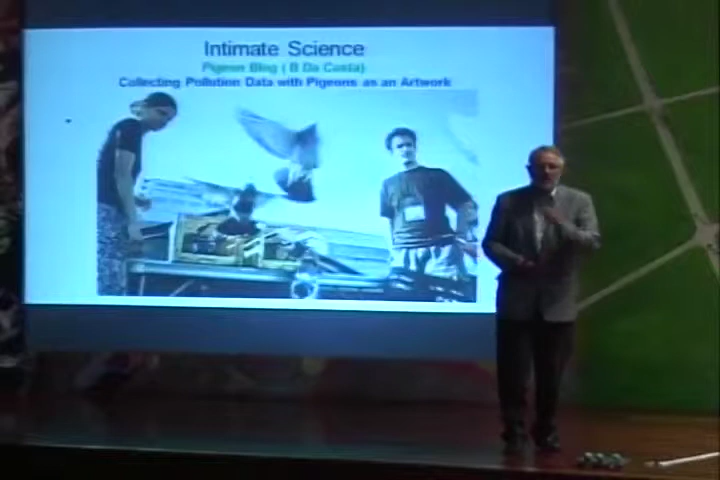 Intimate Science
Pigeon Blog ( B Da Costa)
Collecting Pollution Data with Pigeons as an Artwork